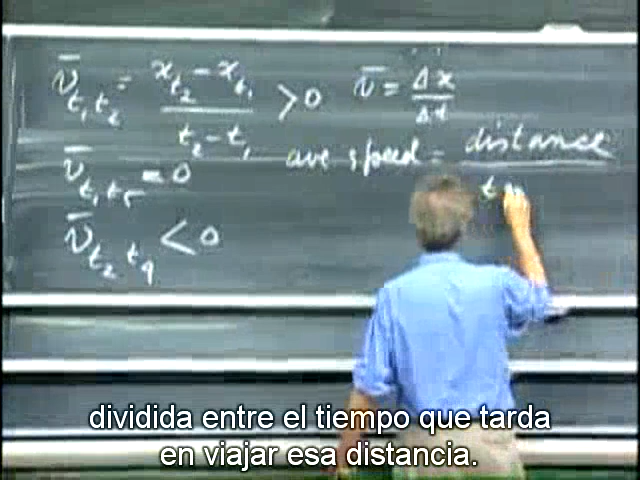 v̄ₜ₁ₜ₂ = (xₜ₂ - xₜ₁) / (t₂ - t₁) > 0   v̄ = Δx / Δt
v̄ₜ₁ₜ₅ = 0   ave speed = distance / t
v̄ₜ₂ₜ₄ < 0
dividida entre el tiempo que tarda
en viajar esa distancia.